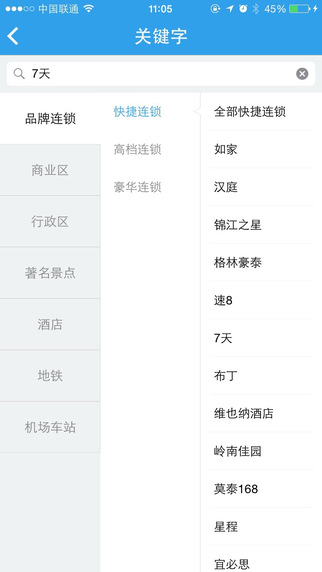 中国联通 11:05 45%
关键字
7天
品牌连锁
商业区
行政区
著名景点
酒店
地铁
机场车站
快捷连锁
高档连锁
豪华连锁
全部快捷连锁
如家
汉庭
锦江之星
格林豪泰
速8
7天
布丁
维也纳酒店
岭南佳园
莫泰168
星程
宜必思